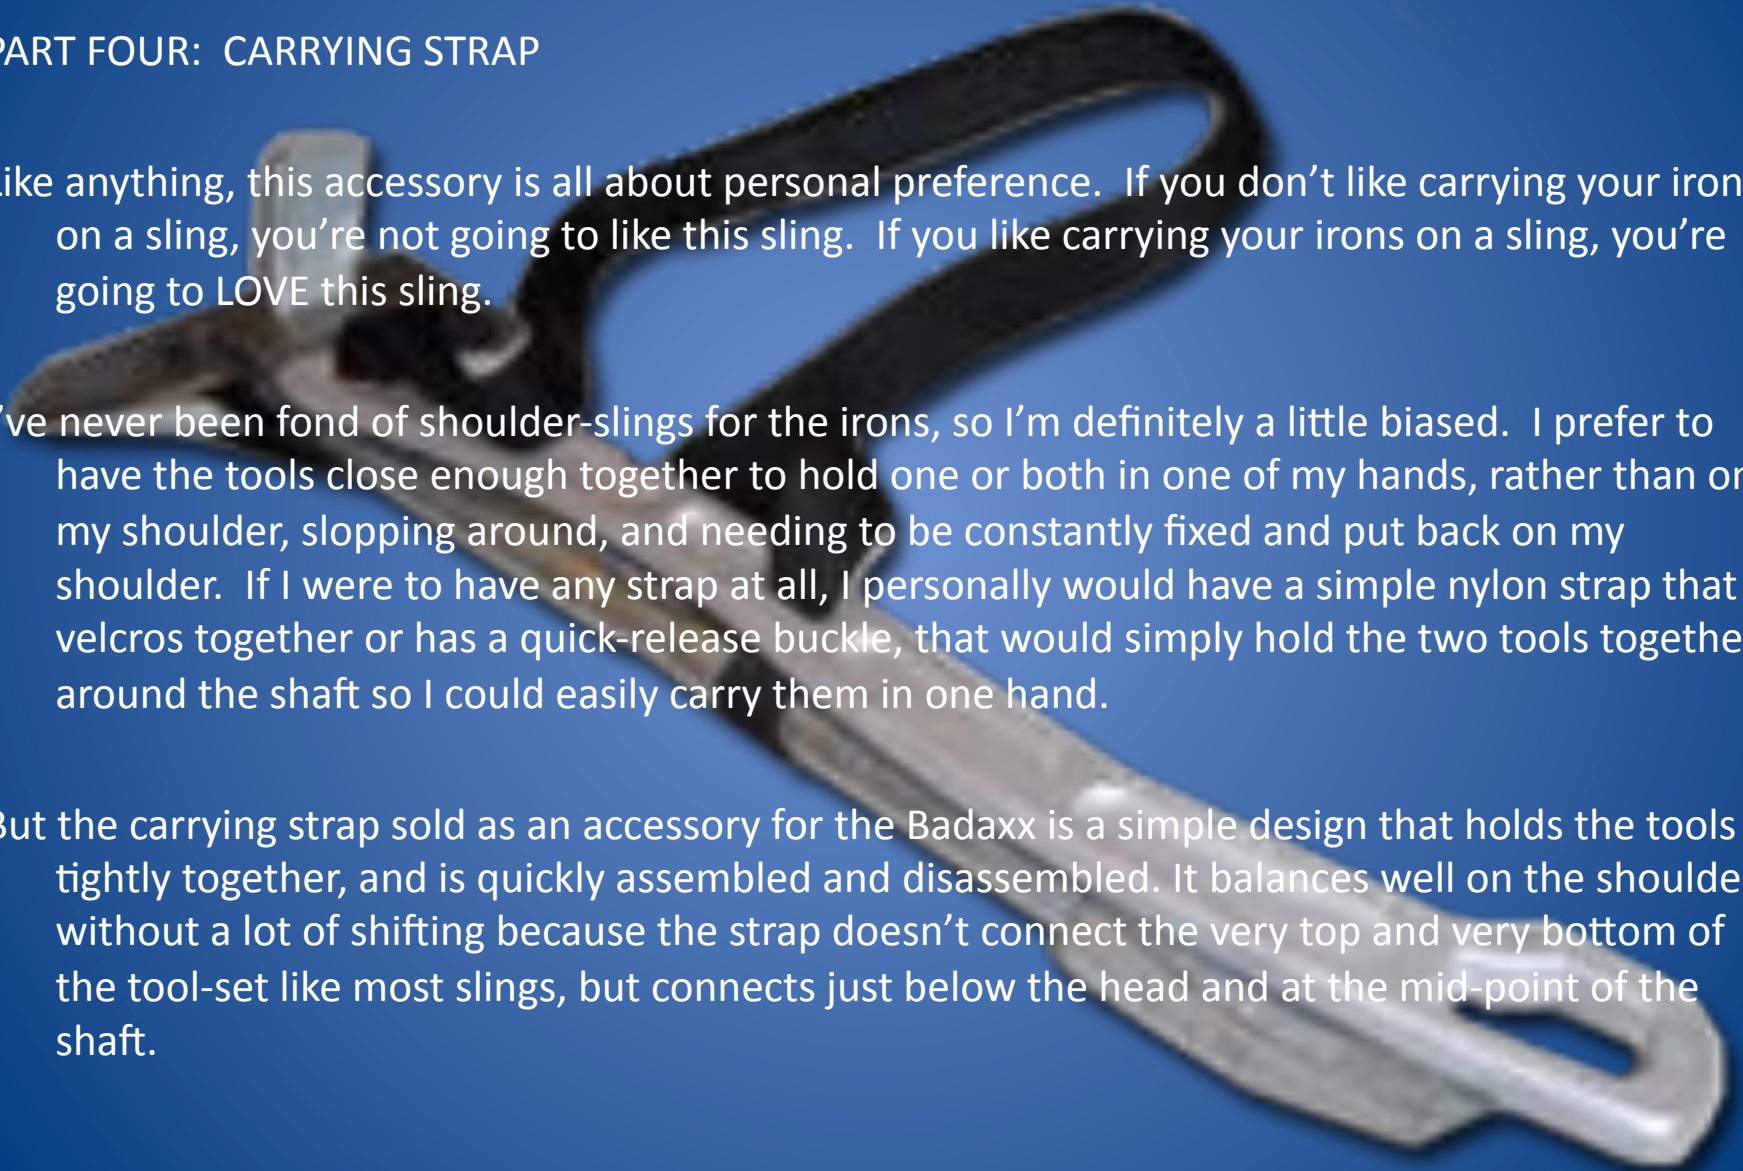 PART FOUR:  CARRYING STRAP
Like anything, this accessory is all about personal preference.  If you don’t like carrying your iron
on a sling, you’re not going to like this sling.  If you like carrying your irons on a sling, you’re
going to LOVE this sling.
’ve never been fond of shoulder-slings for the irons, so I’m definitely a little biased.  I prefer to
have the tools close enough together to hold one or both in one of my hands, rather than on
my shoulder, slopping around, and needing to be constantly fixed and put back on my
shoulder.  If I were to have any strap at all, I personally would have a simple nylon strap that
velcros together or has a quick-release buckle, that would simply hold the two tools togethe
around the shaft so I could easily carry them in one hand.
But the carrying strap sold as an accessory for the Badaxx is a simple design that holds the tools
tightly together, and is quickly assembled and disassembled. It balances well on the shoulde
without a lot of shifting because the strap doesn’t connect the very top and very bottom of
the tool-set like most slings, but connects just below the head and at the mid-point of the
shaft.